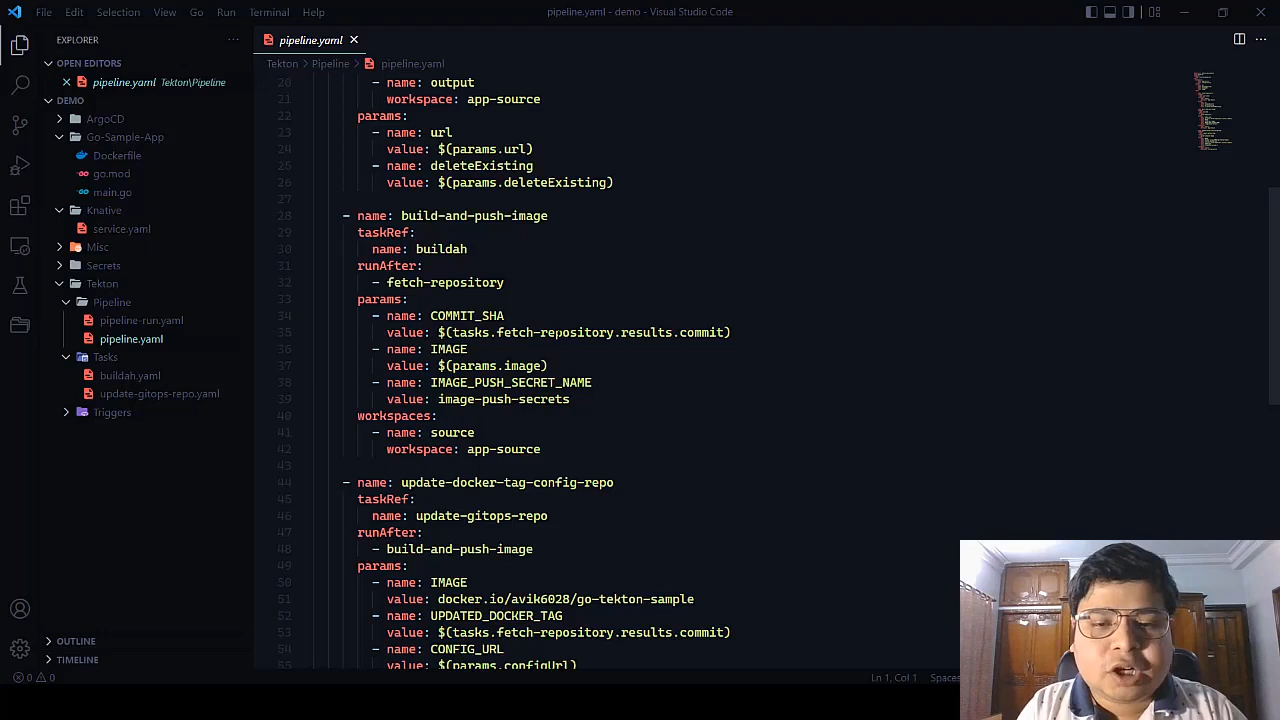 File Edit Selection View Go Run Terminal Help
pipeline.yaml - demo - Visual Studio Code
EXPLORER
OPEN EDITORS
pipeline.yaml Tekton\Pipeline
DEMO
ArgoCD
Go-Sample-App
Dockerfile
go.mod
main.go
Knative
service.yaml
Misc
Secrets
Tekton
Pipeline
pipeline-run.yaml
pipeline.yaml
Tasks
buildah.yaml
update-gitops-repo.yaml
Triggers
OUTLINE
TIMELINE
pipeline.yaml
Tekton > Pipeline > pipeline.yaml
20 - name: output
21 workspace: app-source
22 params:
23 - name: url
24 value: $(params.url)
25 - name: deleteExisting
26 value: $(params.deleteExisting)
27
28 - name: build-and-push-image
29 taskRef:
30 name: buildah
31 runAfter:
32 - fetch-repository
33 params:
34 - name: COMMIT_SHA
35 value: $(tasks.fetch-repository.results.commit)
36 - name: IMAGE
37 value: $(params.image)
38 - name: IMAGE_PUSH_SECRET_NAME
39 value: image-push-secrets
40 workspaces:
41 - name: source
42 workspace: app-source
43
44 - name: update-docker-tag-config-repo
45 taskRef:
46 name: update-gitops-repo
47 runAfter:
48 - build-and-push-image
49 params:
50 - name: IMAGE
51 value: docker.io/avik6028/go-tekton-sample
52 - name: UPDATED_DOCKER_TAG
53 value: $(tasks.fetch-repository.results.commit)
54 - name: CONFIG_URL
55 value: $(params.configUrl)
0 0
Ln 1, Col 1 Spaces